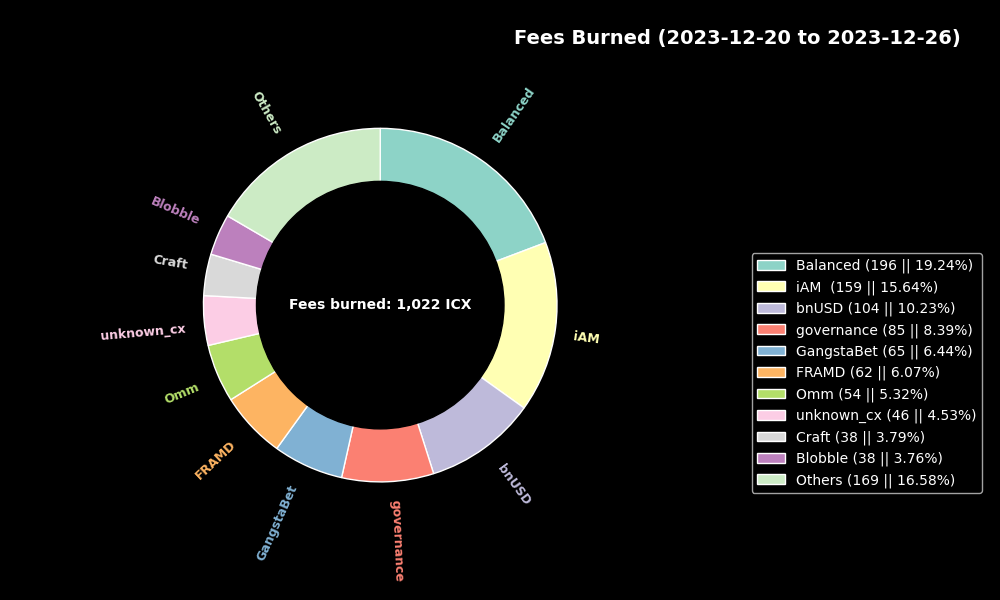 Fees Burned (2023-12-20 to 2023-12-26)
Others
Balanced
Blobble
Craft
unknown_cx
iAM
Omm
FRAMD
bnUSD
GangstaBet
governance
Fees burned: 1,022 ICX
Balanced (196 || 19.24%)
iAM  (159 || 15.64%)
bnUSD (104 || 10.23%)
governance (85 || 8.39%)
GangstaBet (65 || 6.44%)
FRAMD (62 || 6.07%)
Omm (54 || 5.32%)
unknown_cx (46 || 4.53%)
Craft (38 || 3.79%)
Blobble (38 || 3.76%)
Others (169 || 16.58%)